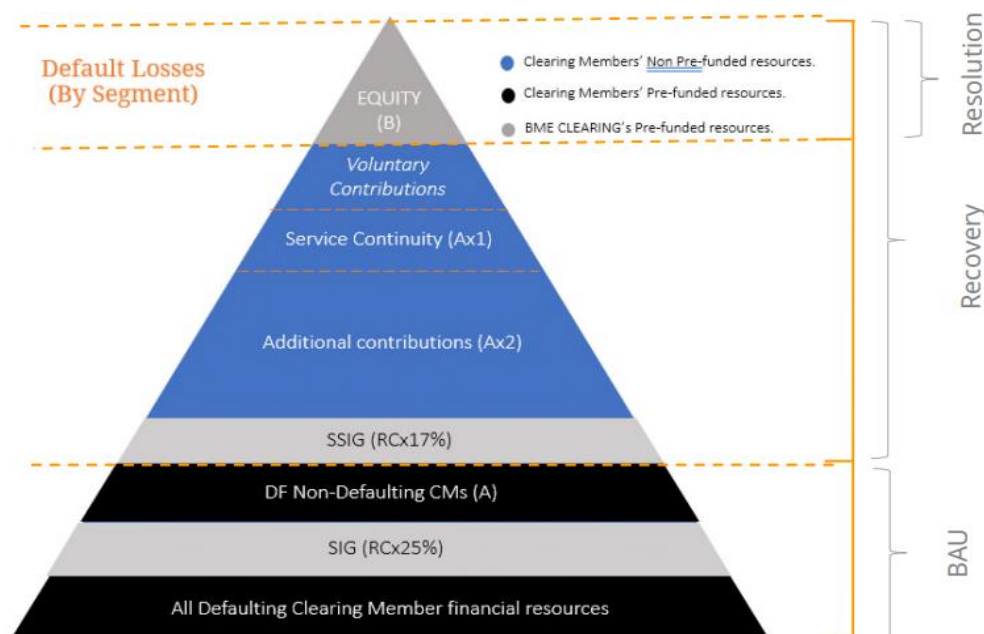 Default Losses
(By Segment)
Clearing Members' Non Pre-funded resources.
Clearing Members' Pre-funded resources.
BME CLEARING's Pre-funded resources.
EQUITY
(B)
Voluntary
Contributions
Service Continuity (Ax1)
Additional contributions (Ax2)
SSIG (RCx17%)
DF Non-Defaulting CMs (A)
SIG (RCx25%)
All Defaulting Clearing Member financial resources
Resolution
Recovery
BAU